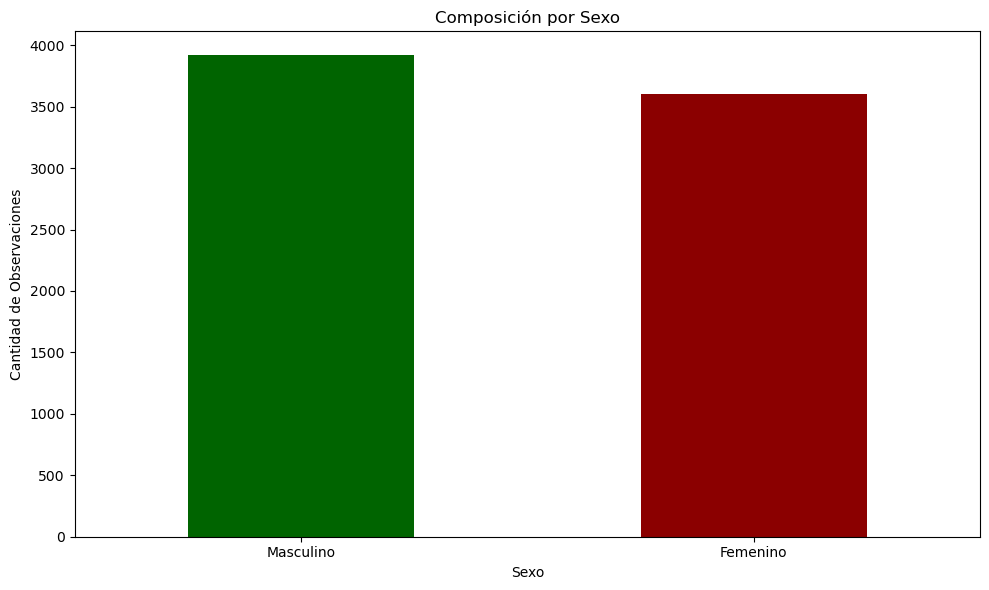 Composición por Sexo
Cantidad de Observaciones
4000
3500
3000
2500
2000
1500
1000
500
0
Masculino
Femenino
Sexo